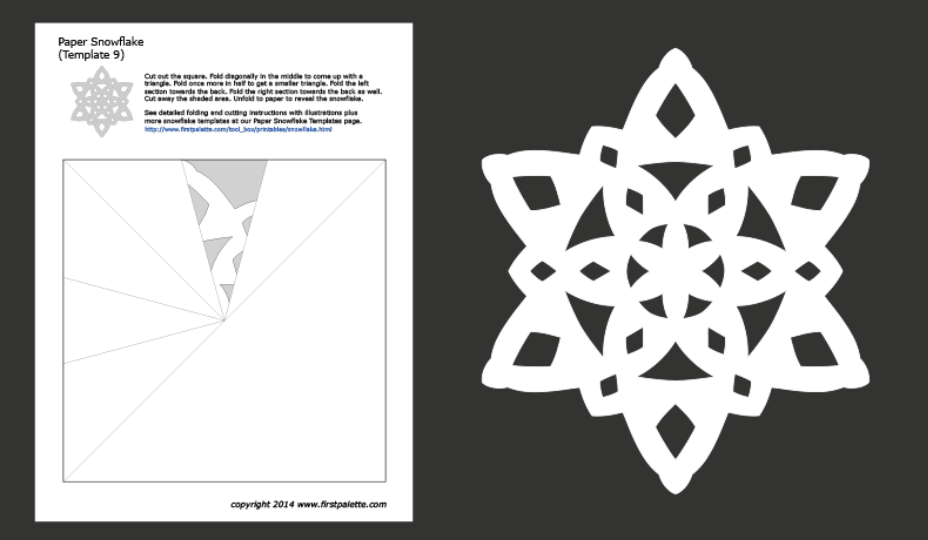 Paper Snowflake
(Template 9)
Cut out the square. Fold diagonally in the middle to come up with a
triangle. Fold once more in half to get a smaller triangle. Fold the left
section towards the back. Fold the right section towards the back as well.
Cut away the shaded area. Unfold to paper to reveal the snowflake.
See detailed folding and cutting instructions with illustrations plus
more snowflake templates at our Paper Snowflake Templates page.
http://www.firstpalette.com/tool_box/printables/snowflake.html
copyright 2014 www.firstpalette.com